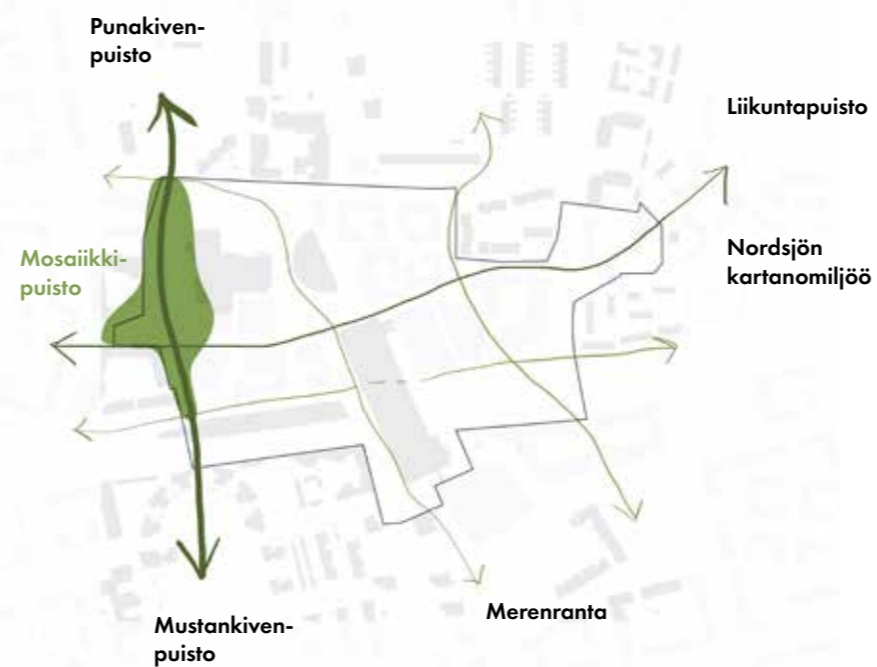 Punakiven-
puisto
Liikuntapuisto
Nordsjön
kartanomiljöö
Mosaiikki-
puisto
Merenranta
Mustankiven-
puisto